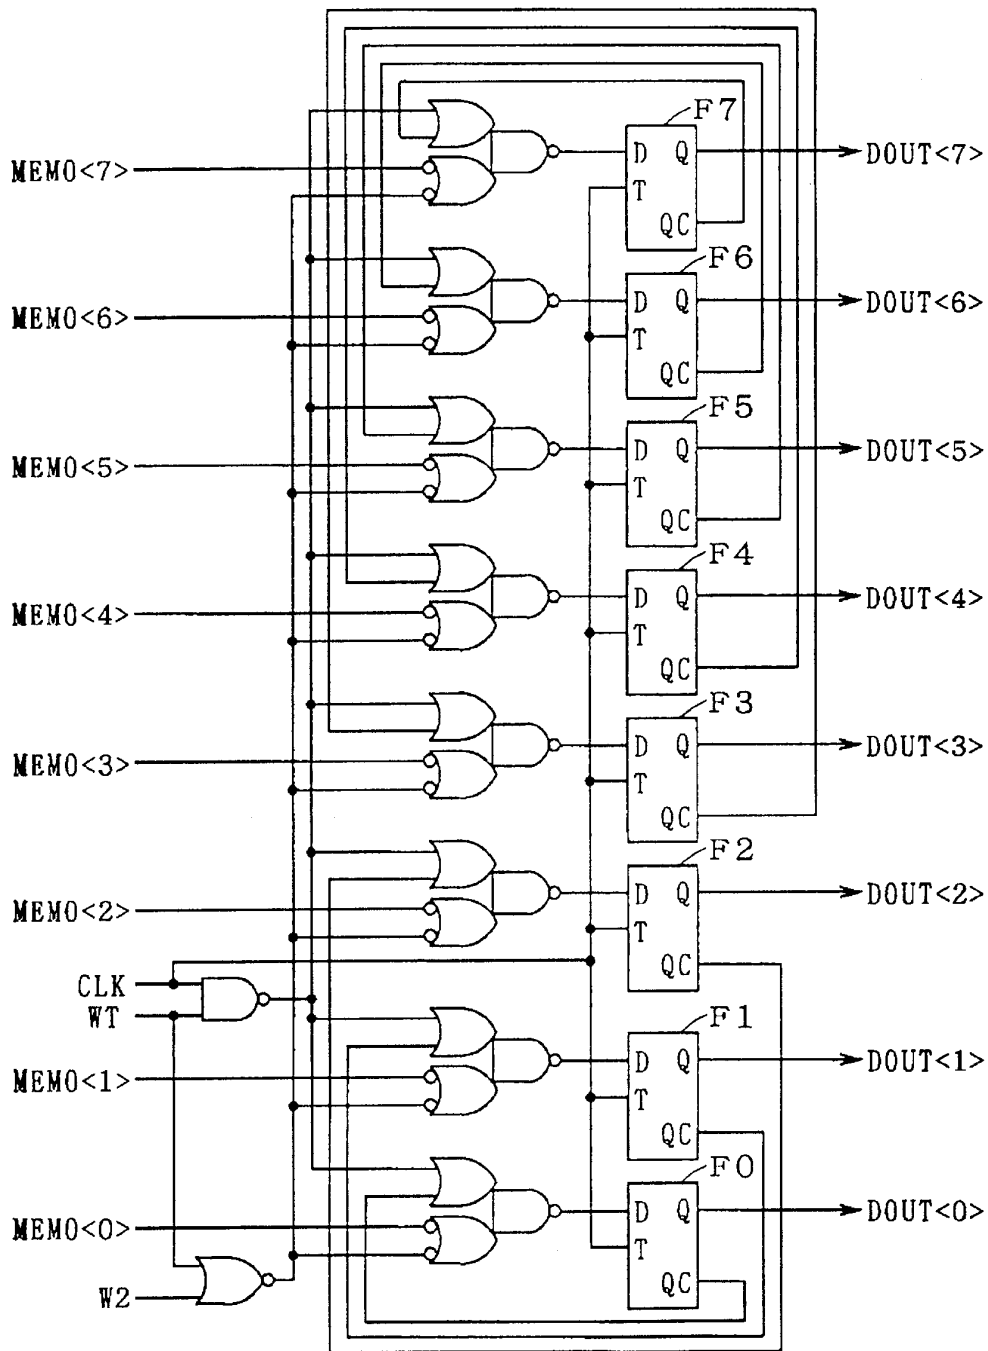 F7
MEMO<7> D Q DOUT<7>
T
QC
F6
MEMO<6> D Q DOUT<6>
T
QC
F5
MEMO<5> D Q DOUT<5>
T
QC
F4
MEMO<4> D Q DOUT<4>
T
QC
F3
MEMO<3> D Q DOUT<3>
T
QC
F2
MEMO<2> D Q DOUT<2>
T
CLK QC
WT
F1
MEMO<1> D Q DOUT<1>
T
QC
F0
MEMO<0> D Q DOUT<0>
T
QC
W2